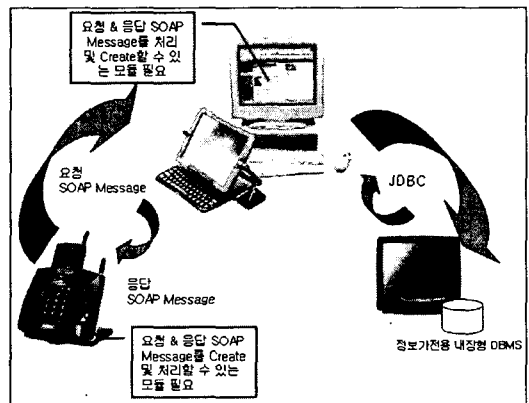 요청 & 응답 SOAP
Message를 처리
및 Create할 수 있
는 모듈 필요
요청
SOAP Message
JDBC
응답
SOAP Message
정보가전용 내장형 DBMS
요청 & 응답 SOAP
Message를 Create
및 처리할 수 있는
모듈 필요